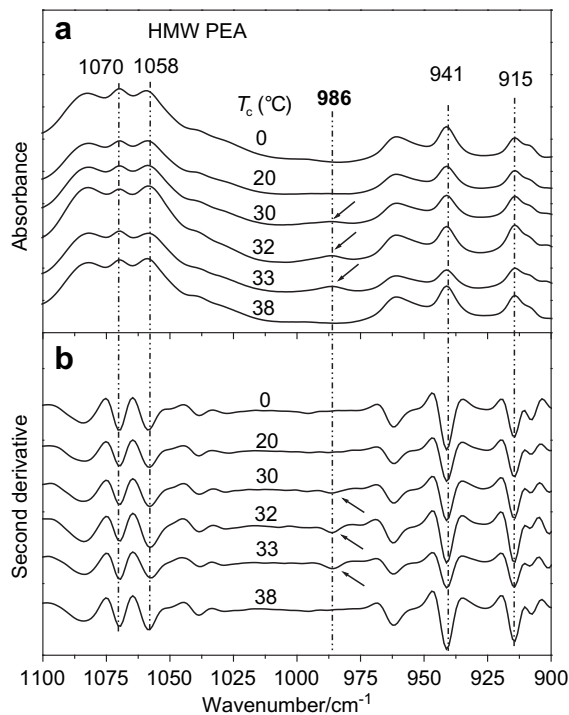 a
HMW PEA
1070 1058
T_c (°C)
986
941
915
0
20
30
32
33
38
Absorbance
b
0
20
30
32
33
38
Second derivative
1100 1075 1050 1025 1000 975 950 925 900
Wavenumber/cm⁻¹